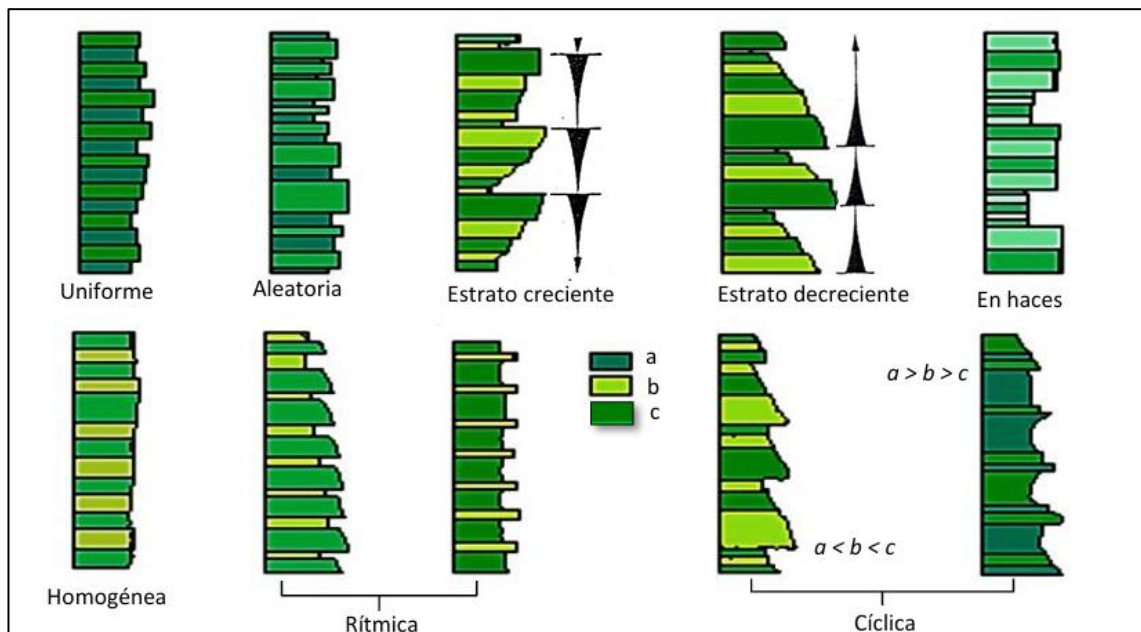 Uniforme
Aleatoria
Estrato creciente
Estrato decreciente
En haces
a
b
c
a > b > c
a < b < c
Homogénea
Rítmica
Cíclica